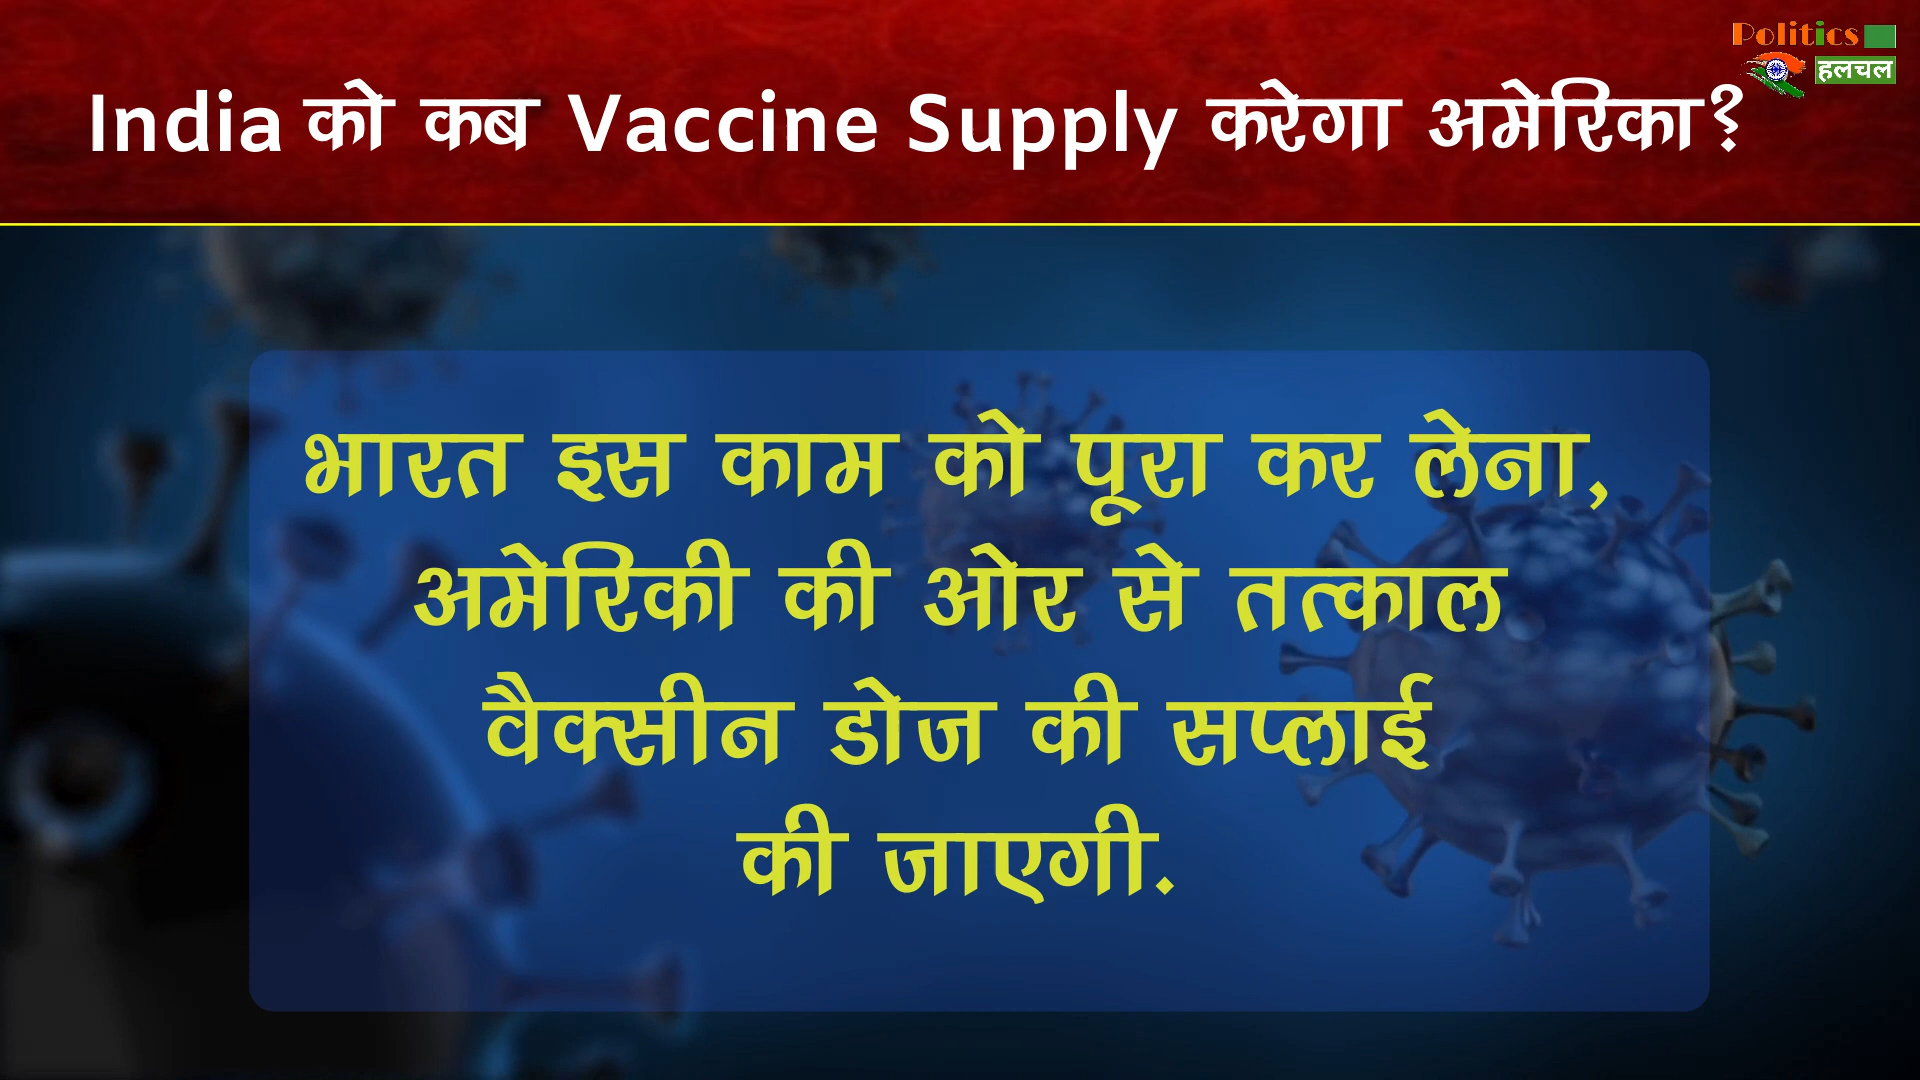 Politics
हलचल
India को कब Vaccine Supply करेगा अमेरिका?
भारत इस काम को पूरा कर लेना,
अमेरिकी की ओर से तत्काल
वैक्सीन डोज की सप्लाई
की जाएगी.